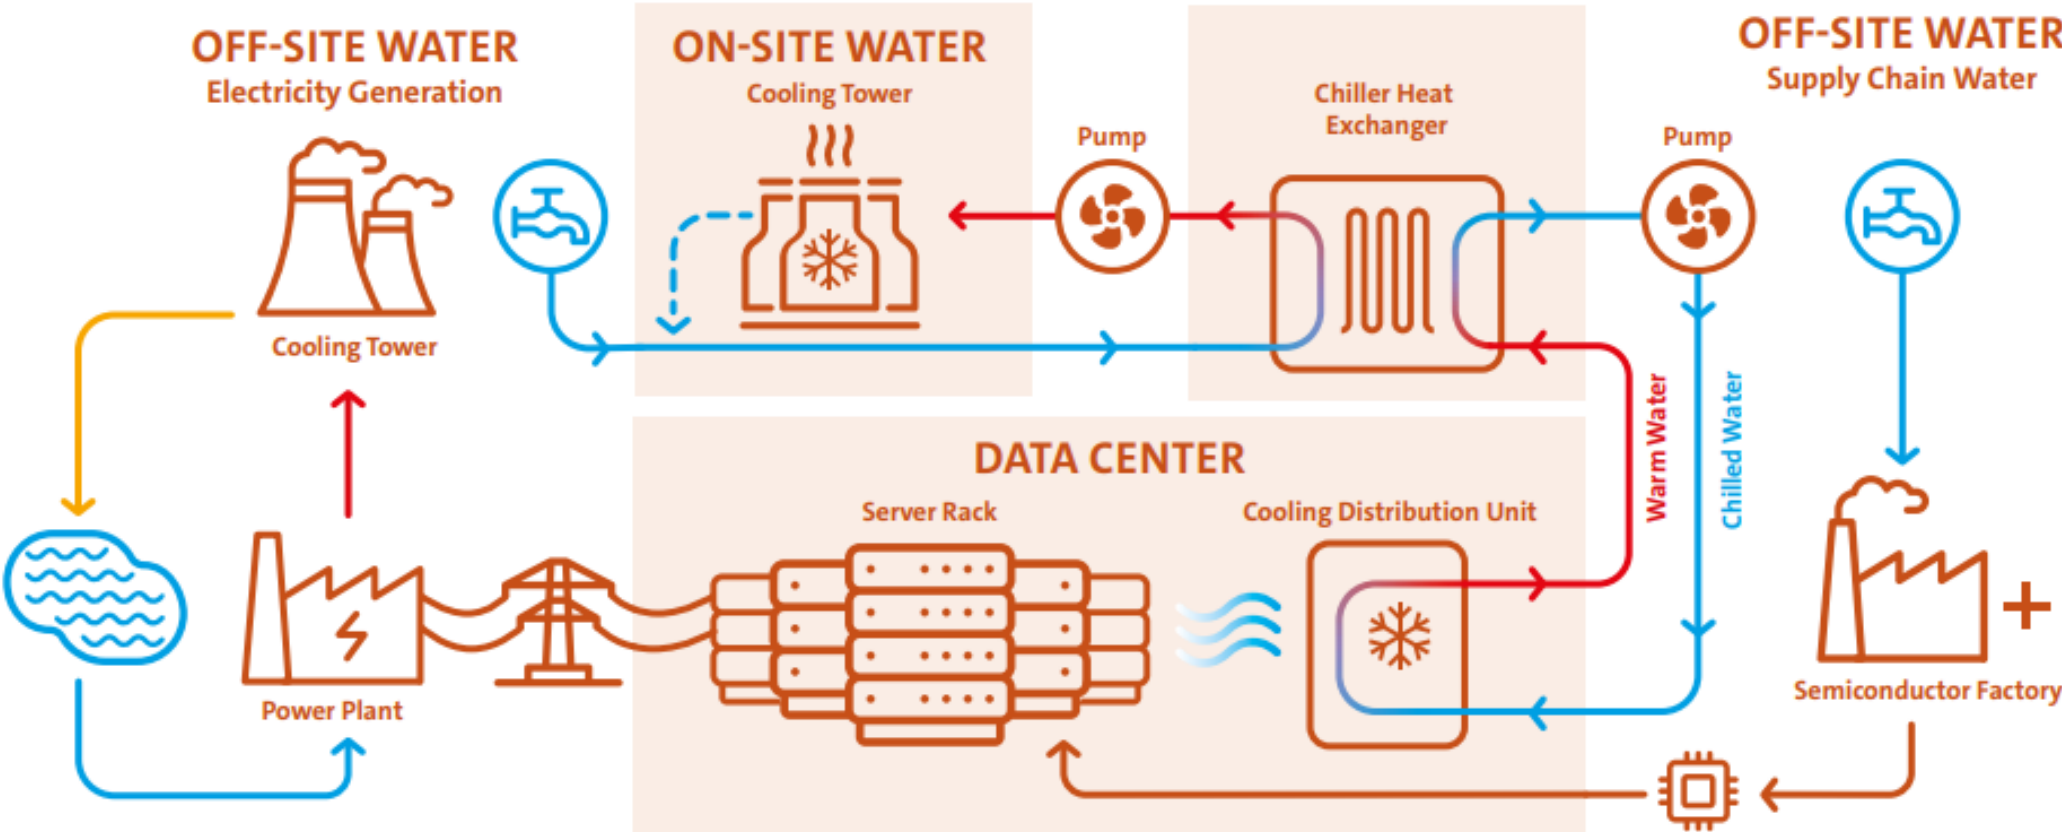 OFF-SITE WATER
Electricity Generation
Cooling Tower
Power Plant
ON-SITE WATER
Cooling Tower
Pump
Chiller Heat
Exchanger
Pump
OFF-SITE WATER
Supply Chain Water
Warm Water
Chilled Water
DATA CENTER
Server Rack
Cooling Distribution Unit
Semiconductor Factory